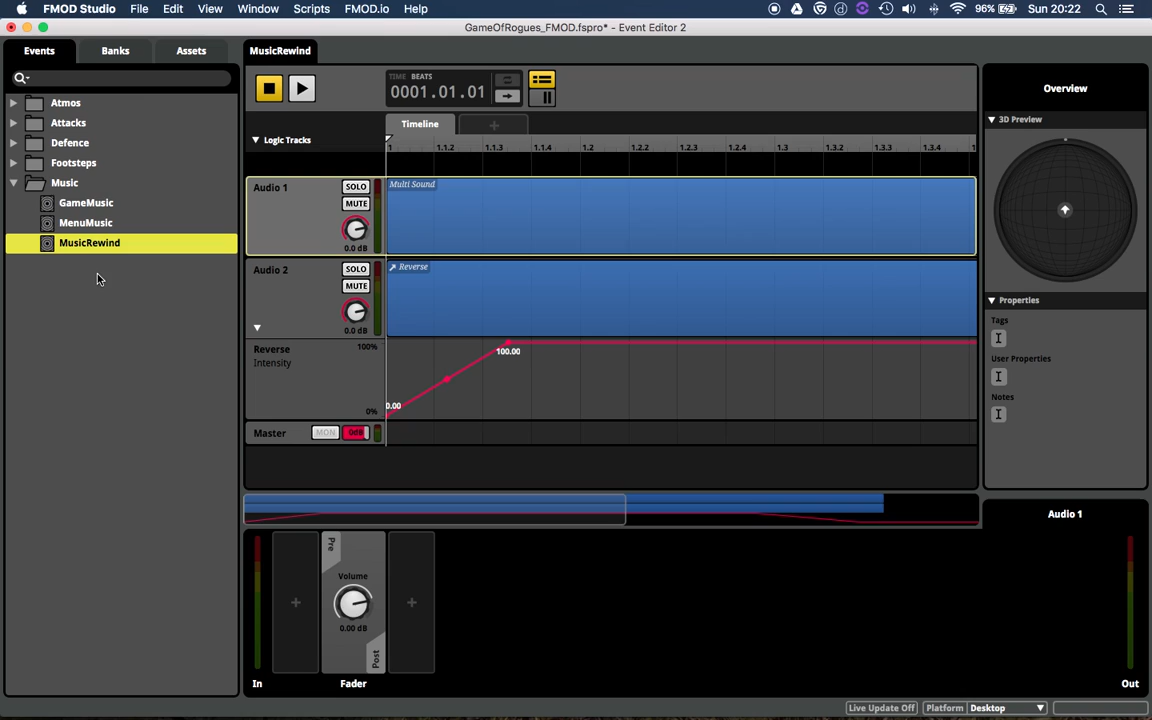 FMOD Studio File Edit View Window Scripts FMOD.io Help 96% Sun 20:22
GameOfRogues_FMOD.fspro* - Event Editor 2
Events Banks Assets MusicRewind
Atmos
Attacks
Defence
Footsteps
Music
GameMusic
MenuMusic
MusicRewind
TIME BEATS
0001.01.01
Timeline
Logic Tracks
1 1.1.2 1.1.3 1.1.4 1.2 1.2.2 1.2.3 1.2.4 1.3 1.3.2 1.3.3 1.3.4 1
Audio 1 SOLO Multi Sound
MUTE
0.0 dB
Audio 2 SOLO Reverse
MUTE
0.0 dB
Reverse 100% 100.00
Intensity
0.00
0%
Master MON 0dB
Overview
3D Preview
Properties
Tags
User Properties
Notes
Audio 1
Pre
Volume
0.00 dB
Post
In Fader Out
Live Update Off Platform Desktop